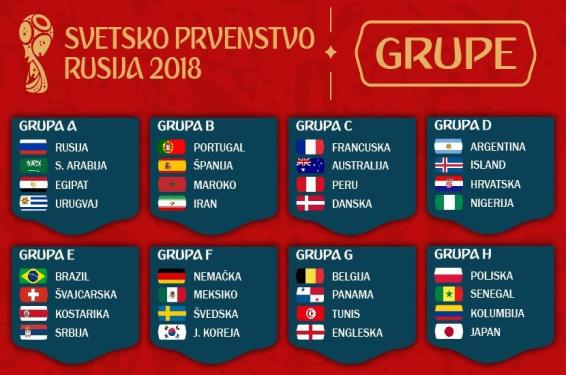 SVETSKO PRVENSTVO
RUSIJA 2018
GRUPE
GRUPA A
RUSIJA
S. ARABIJA
EGIPAT
URUGVAJ
GRUPA B
PORTUGAL
ŠPANIJA
MAROKO
IRAN
GRUPA C
FRANCUSKA
AUSTRALIJA
PERU
DANSKA
GRUPA D
ARGENTINA
ISLAND
HRVATSKA
NIGERIJA
GRUPA E
BRAZIL
ŠVAJCARSKA
KOSTARIKA
SRBIJA
GRUPA F
NEMAČKA
MEKSIKO
ŠVEDSKA
J. KOREJA
GRUPA G
BELGIJA
PANAMA
TUNIS
ENGLESKA
GRUPA H
POLJSKA
SENEGAL
KOLUMBIJA
JAPAN